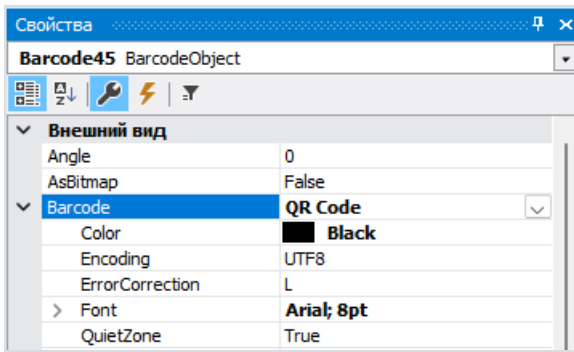 Свойства
Barcode45 BarcodeObject
Внешний вид
Angle 0
AsBitmap False
Barcode QR Code
Color Black
Encoding UTF8
ErrorCorrection L
Font Arial; 8pt
QuietZone True